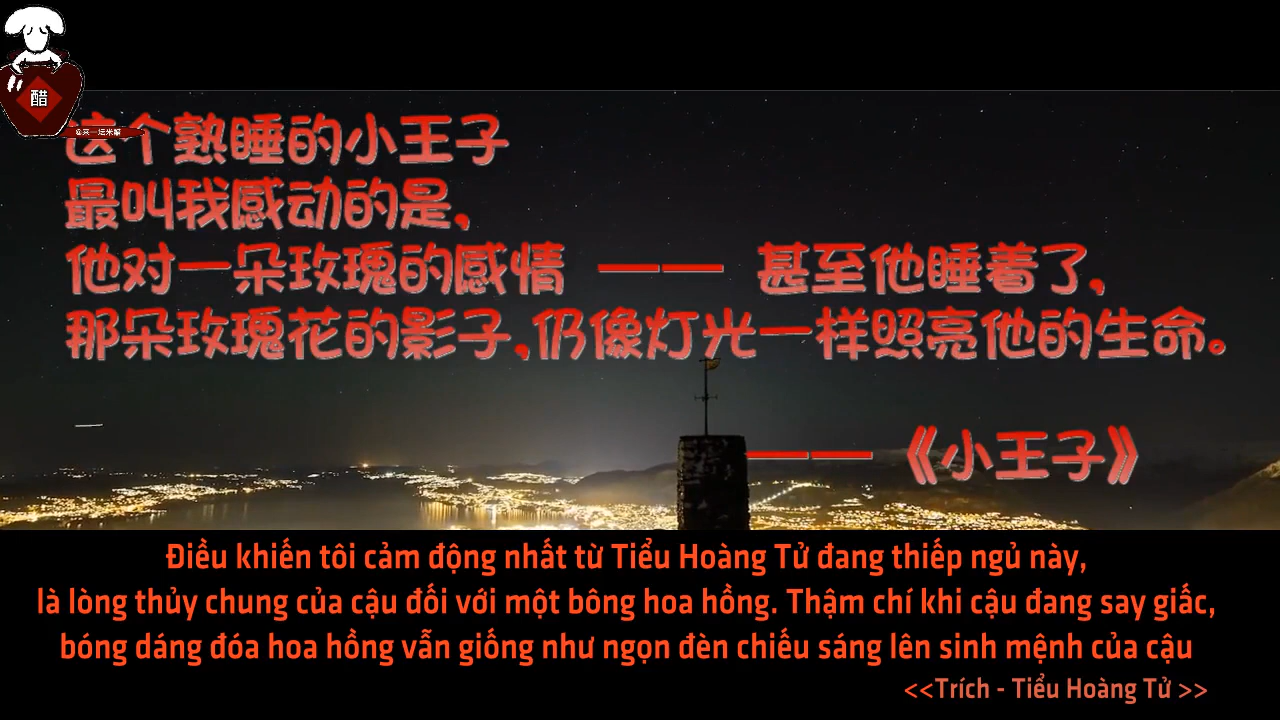 醋
@来一坛米醋
这个熟睡的小王子
最叫我感动的是，
他对一朵玫瑰的感情 —— 甚至他睡着了，
那朵玫瑰花的影子，仍像灯光一样照亮他的生命。
——《小王子》
Điều khiến tôi cảm động nhất từ Tiểu Hoàng Tử đang thiếp ngủ này,
là lòng thủy chung của cậu đối với một bông hoa hồng. Thậm chí khi cậu đang say giấc,
bóng dáng đóa hoa hồng vẫn giống như ngọn đèn chiếu sáng lên sinh mệnh của cậu
<<Trích - Tiểu Hoàng Tử >>